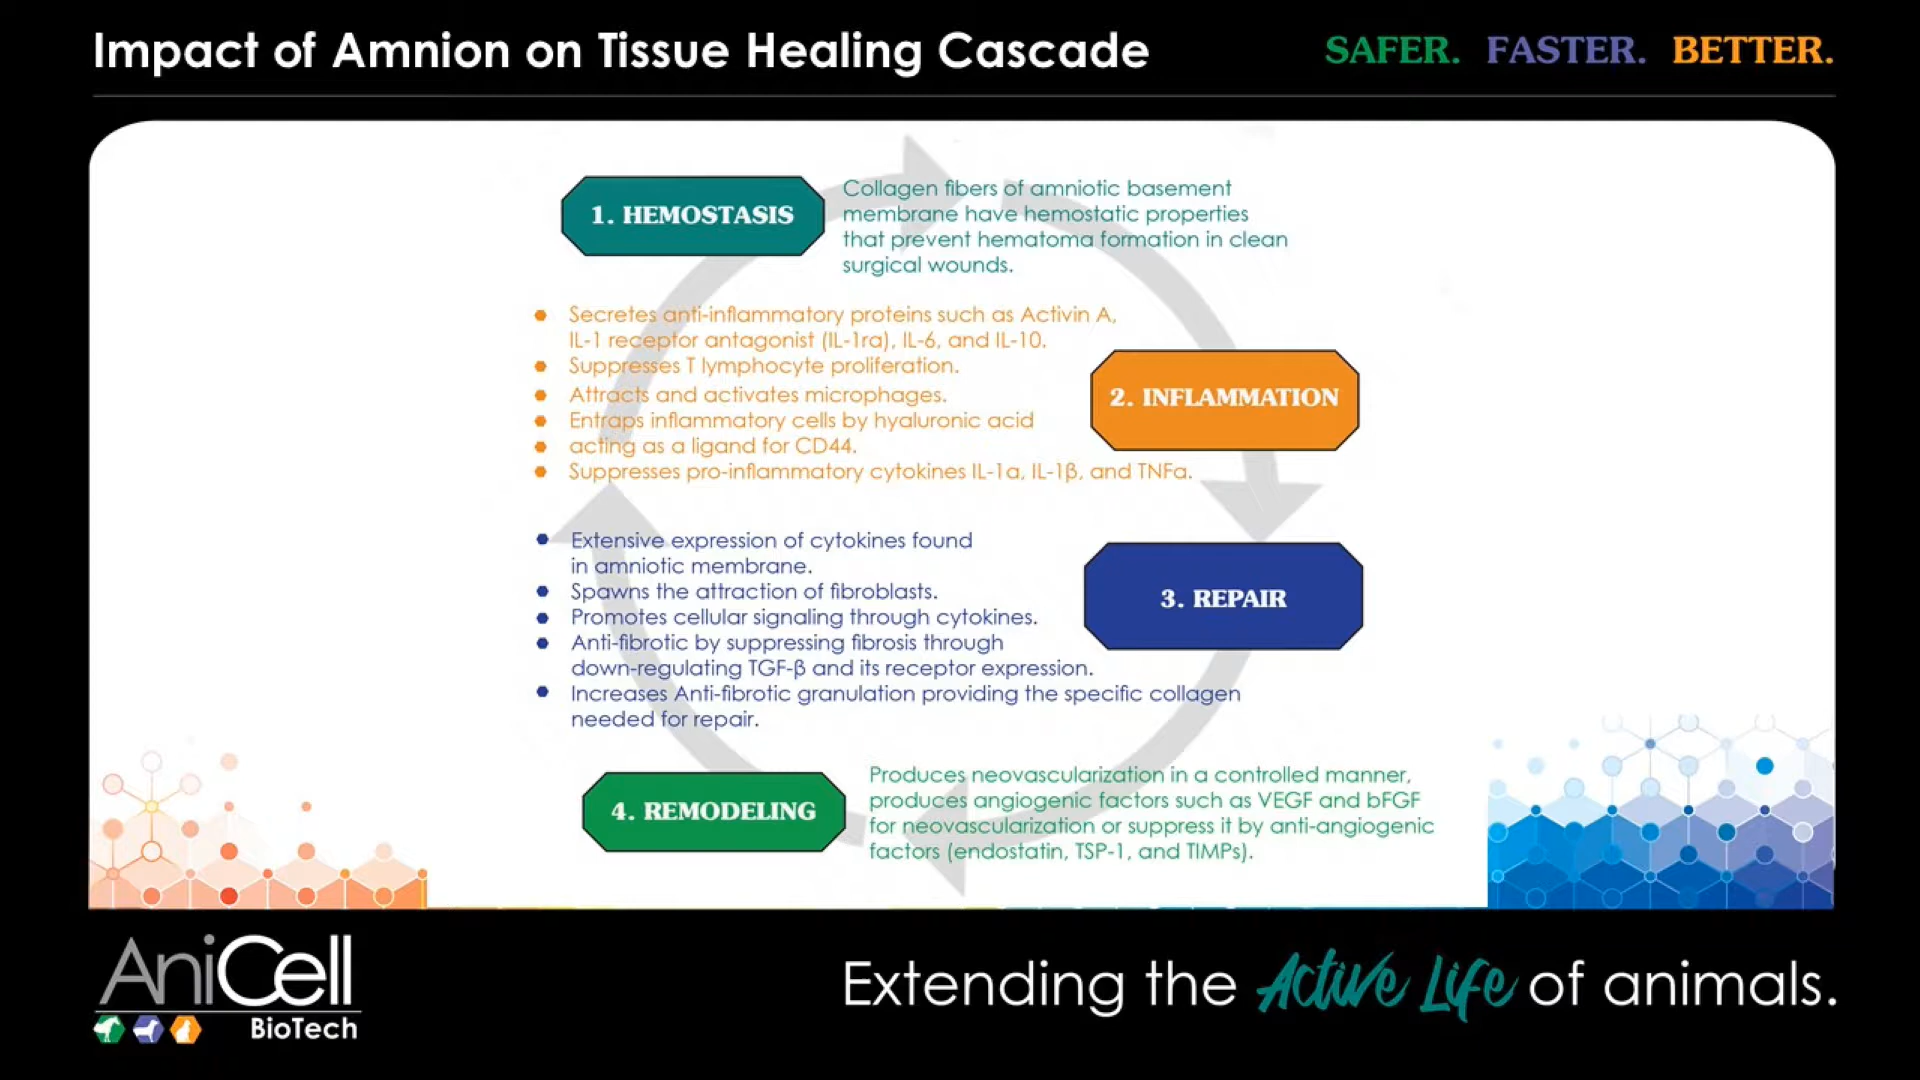 Impact of Amnion on Tissue Healing Cascade
SAFER. FASTER. BETTER.
1. HEMOSTASIS
Collagen fibers of amniotic basement
membrane have hemostatic properties
that prevent hematoma formation in clean
surgical wounds.
Secretes anti-inflammatory proteins such as Activin A,
IL-1 receptor antagonist (IL-1ra), IL-6, and IL-10.
Suppresses T lymphocyte proliferation.
Attracts and activates microphages.
Entraps inflammatory cells by hyaluronic acid
acting as a ligand for CD44.
Suppresses pro-inflammatory cytokines IL-1α, IL-1β, and TNFα.
2. INFLAMMATION
Extensive expression of cytokines found
in amniotic membrane.
Spawns the attraction of fibroblasts.
Promotes cellular signaling through cytokines.
Anti-fibrotic by suppressing fibrosis through
down-regulating TGF-β and its receptor expression.
Increases Anti-fibrotic granulation providing the specific collagen
needed for repair.
3. REPAIR
4. REMODELING
Produces neovascularization in a controlled manner,
produces angiogenic factors such as VEGF and bFGF
for neovascularization or suppress it by anti-angiogenic
factors (endostatin, TSP-1, and TIMPs).
AniCell
BioTech
Extending the Active Life of animals.